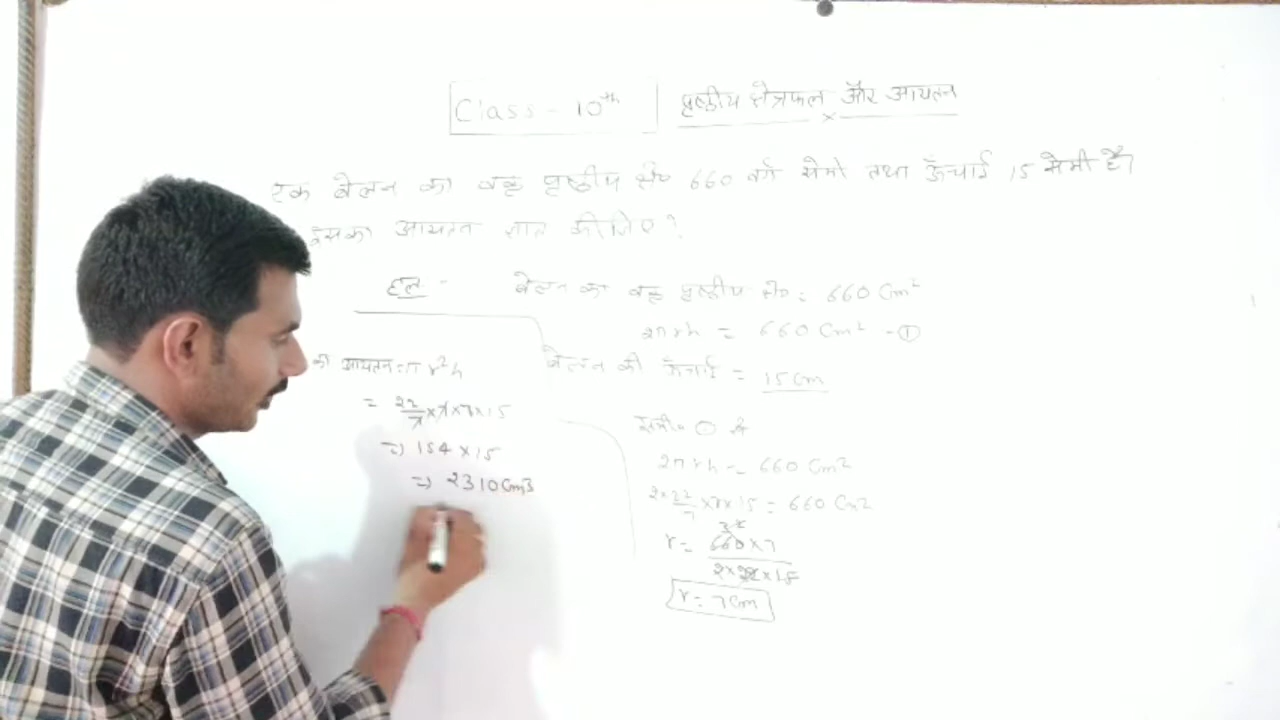 Class - 10th | पृष्ठीय क्षेत्रफल और आयतन
एक बेलन का वक्र पृष्ठीय क्षे० 660 वर्ग सेमी तथा ऊँचाई 15 सेमी है।
इसका आयतन ज्ञात कीजिए?
हल -
बेलन का वक्र पृष्ठीय क्षे० = 660 Cm²
2πrh = 660 Cm² - ①
बेलन की ऊँचाई = 15 cm
समी० ① से
2πrh = 660 Cm2
2×22/7×r×15 = 660 Cm2
r = 660×7/2×22×15
r = 7 cm
का आयतन = πr²h
= 22/7×7×7×15
=> 154×15
=> 2310 Cm3